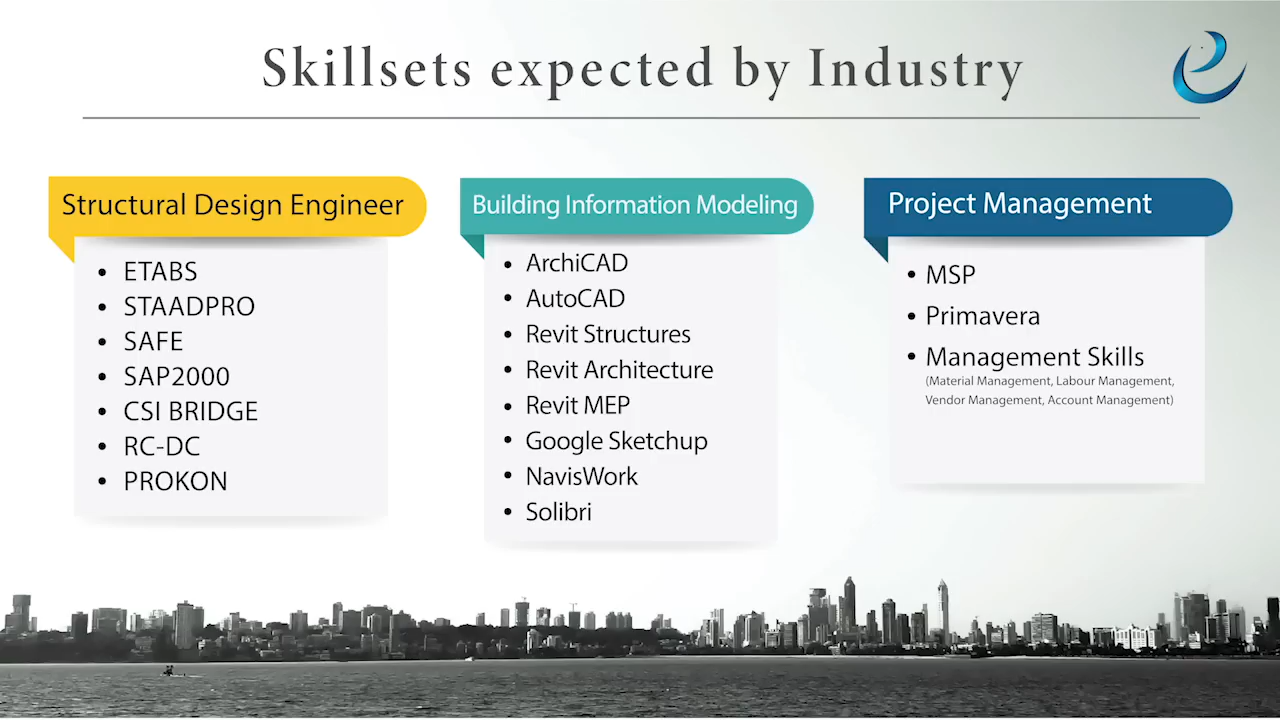 Skillsets expected by Industry
Structural Design Engineer
• ETABS
• STAADPRO
• SAFE
• SAP2000
• CSI BRIDGE
• RC-DC
• PROKON
Building Information Modeling
• ArchiCAD
• AutoCAD
• Revit Structures
• Revit Architecture
• Revit MEP
• Google Sketchup
• NavisWork
• Solibri
Project Management
• MSP
• Primavera
• Management Skills
(Material Management, Labour Management,
Vendor Management, Account Management)